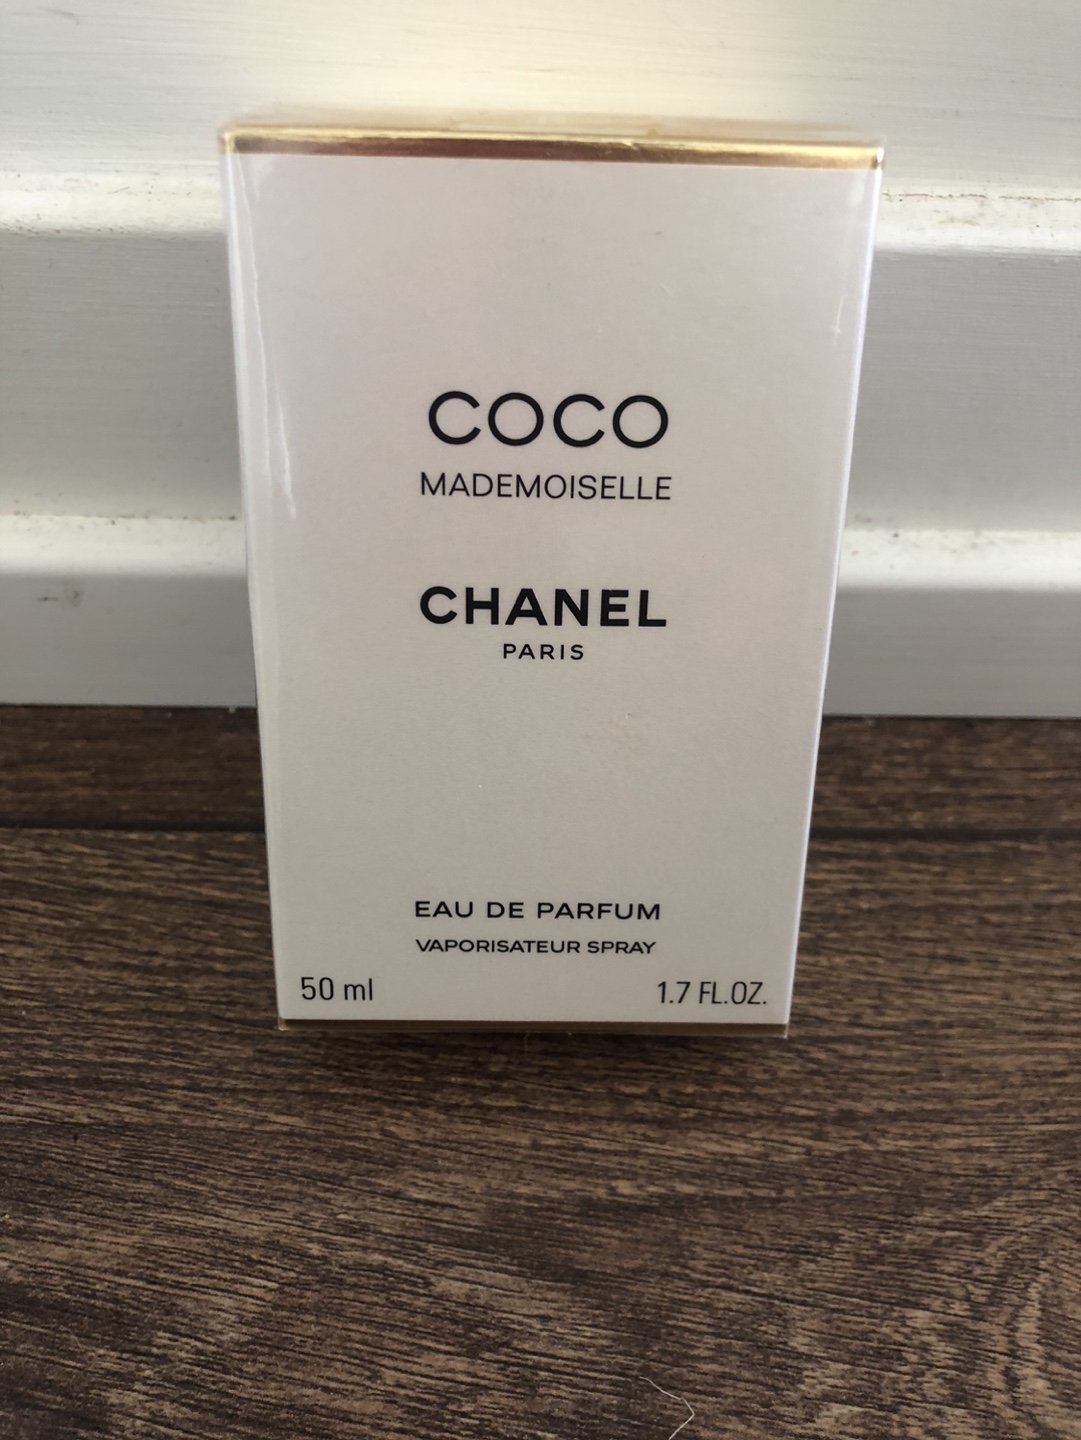 COCO
MADEMOISELLE
CHANEL
PARIS
EAU DE PARFUM
VAPORISATEUR SPRAY
50 ml 1.7 FL.OZ.